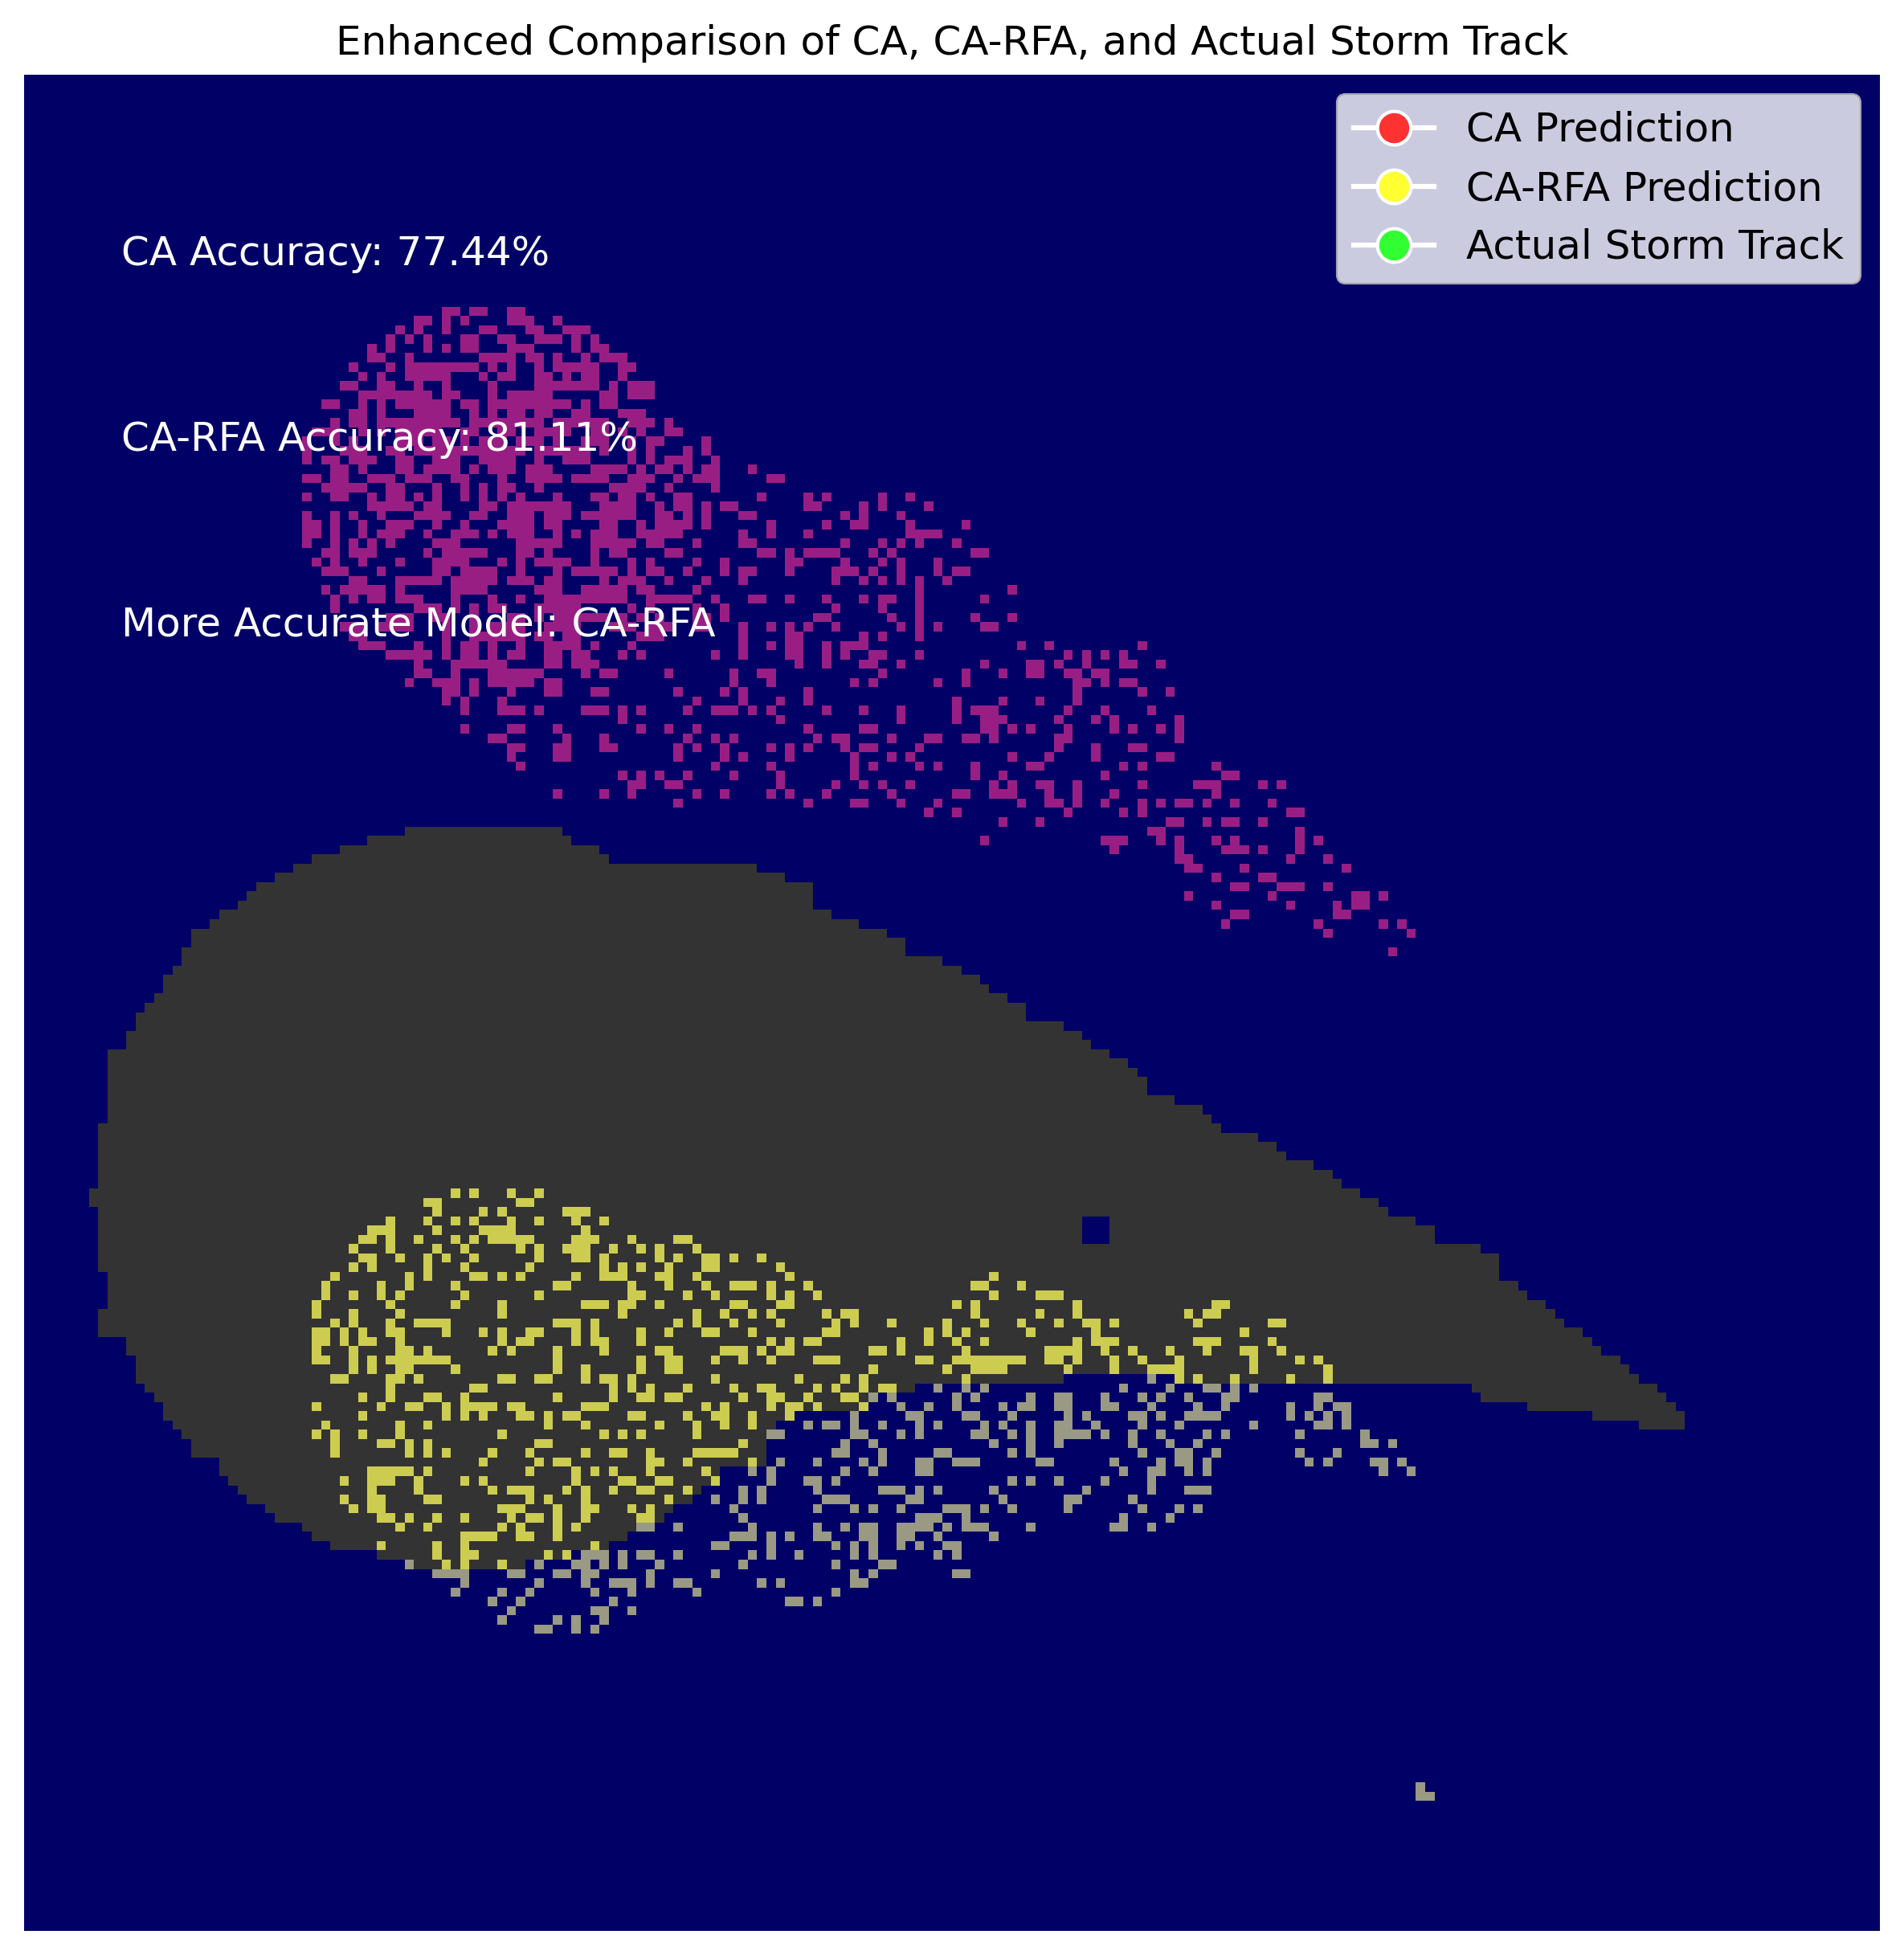 Enhanced Comparison of CA, CA-RFA, and Actual Storm Track
CA Prediction
CA-RFA Prediction
Actual Storm Track
CA Accuracy: 77.44%
CA-RFA Accuracy: 81.11%
More Accurate Model: CA-RFA